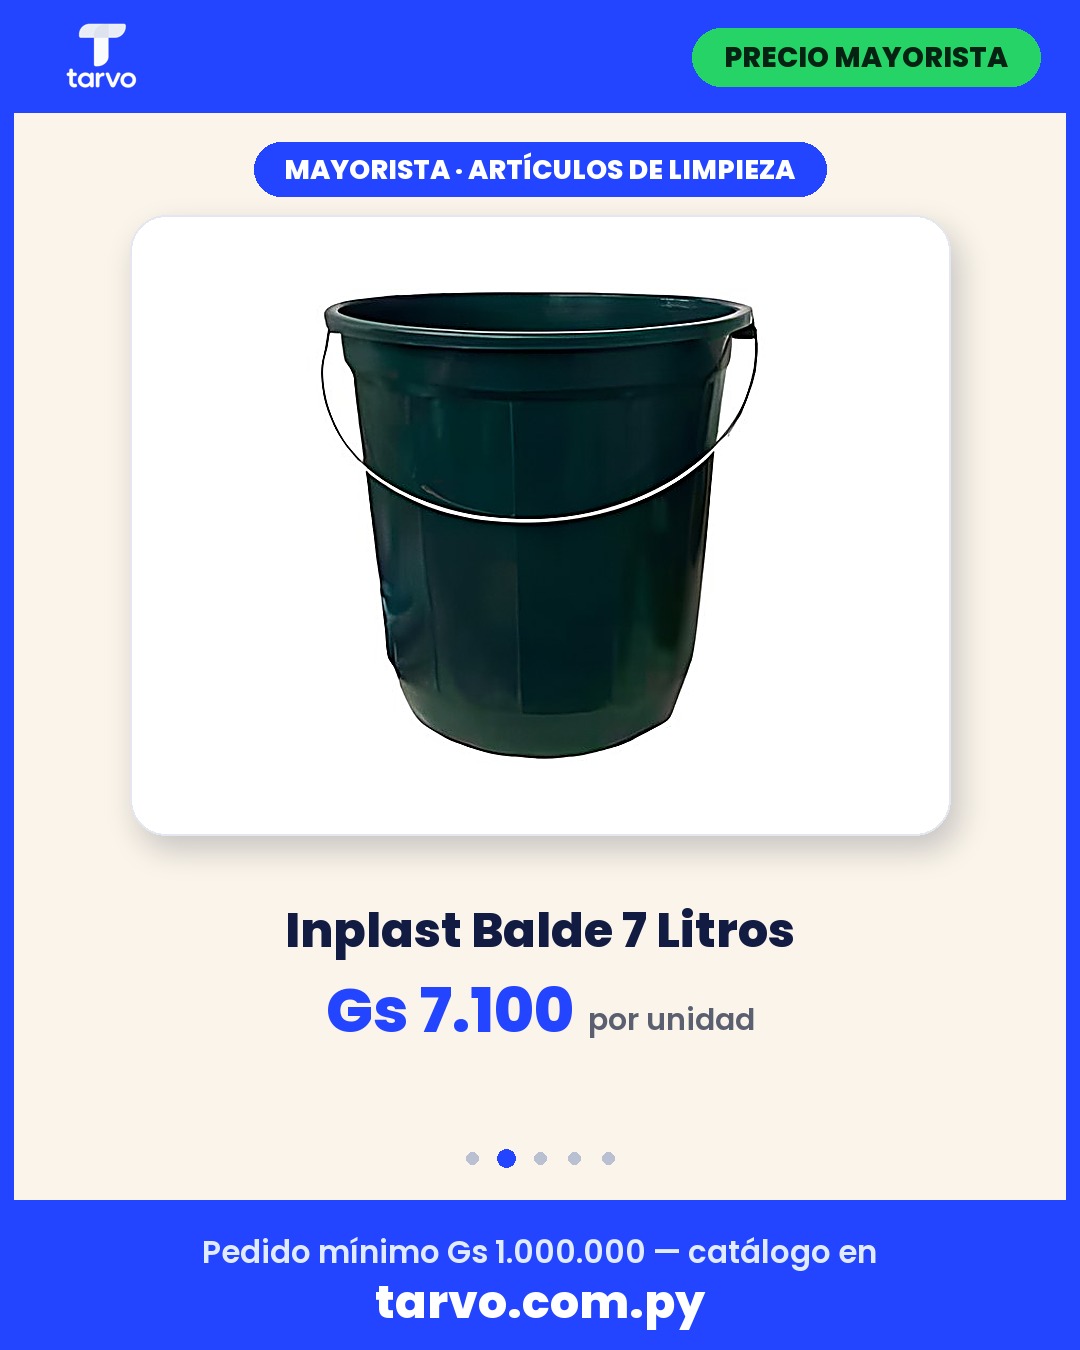 tarvo
PRECIO MAYORISTA
MAYORISTA · ARTÍCULOS DE LIMPIEZA
Inplast Balde 7 Litros
Gs 7.100 por unidad
Pedido mínimo Gs 1.000.000 — catálogo en
tarvo.com.py